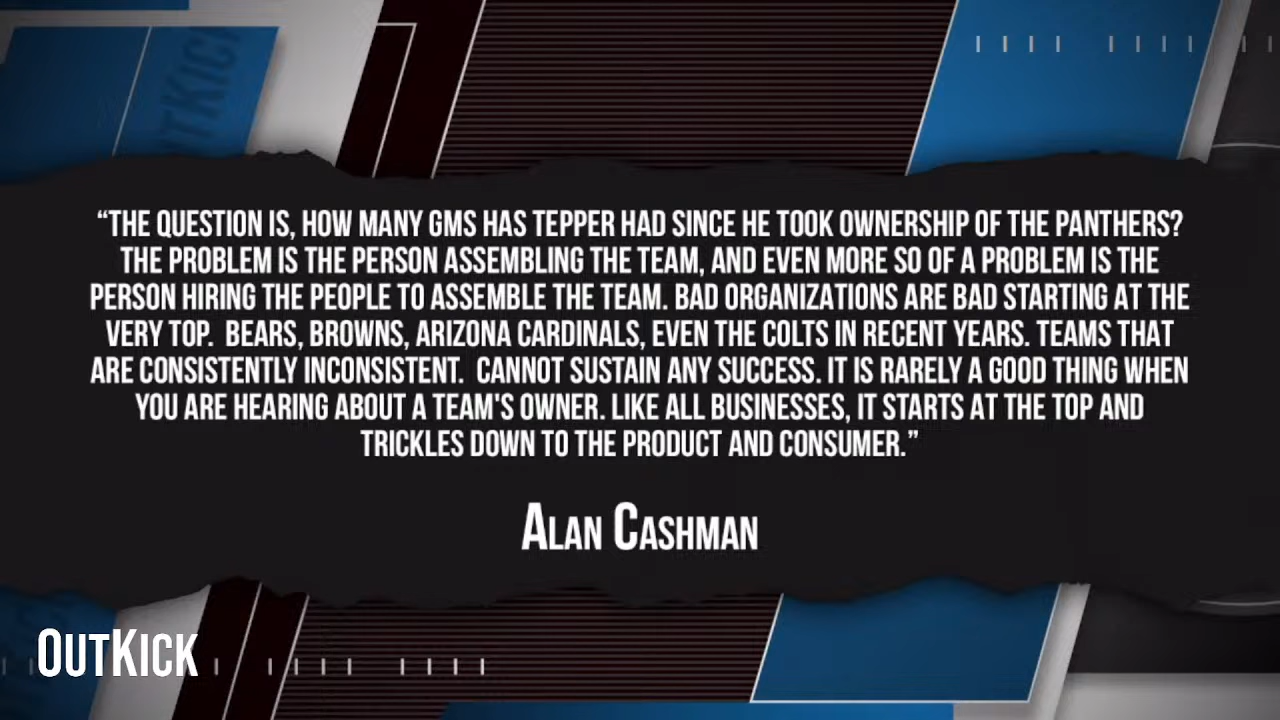 OUTKICK
“THE QUESTION IS, HOW MANY GMS HAS TEPPER HAD SINCE HE TOOK OWNERSHIP OF THE PANTHERS?
THE PROBLEM IS THE PERSON ASSEMBLING THE TEAM, AND EVEN MORE SO OF A PROBLEM IS THE
PERSON HIRING THE PEOPLE TO ASSEMBLE THE TEAM. BAD ORGANIZATIONS ARE BAD STARTING AT THE
VERY TOP.  BEARS, BROWNS, ARIZONA CARDINALS, EVEN THE COLTS IN RECENT YEARS. TEAMS THAT
ARE CONSISTENTLY INCONSISTENT.  CANNOT SUSTAIN ANY SUCCESS. IT IS RARELY A GOOD THING WHEN
YOU ARE HEARING ABOUT A TEAM'S OWNER. LIKE ALL BUSINESSES, IT STARTS AT THE TOP AND
TRICKLES DOWN TO THE PRODUCT AND CONSUMER.”
ALAN CASHMAN
OUTKICK